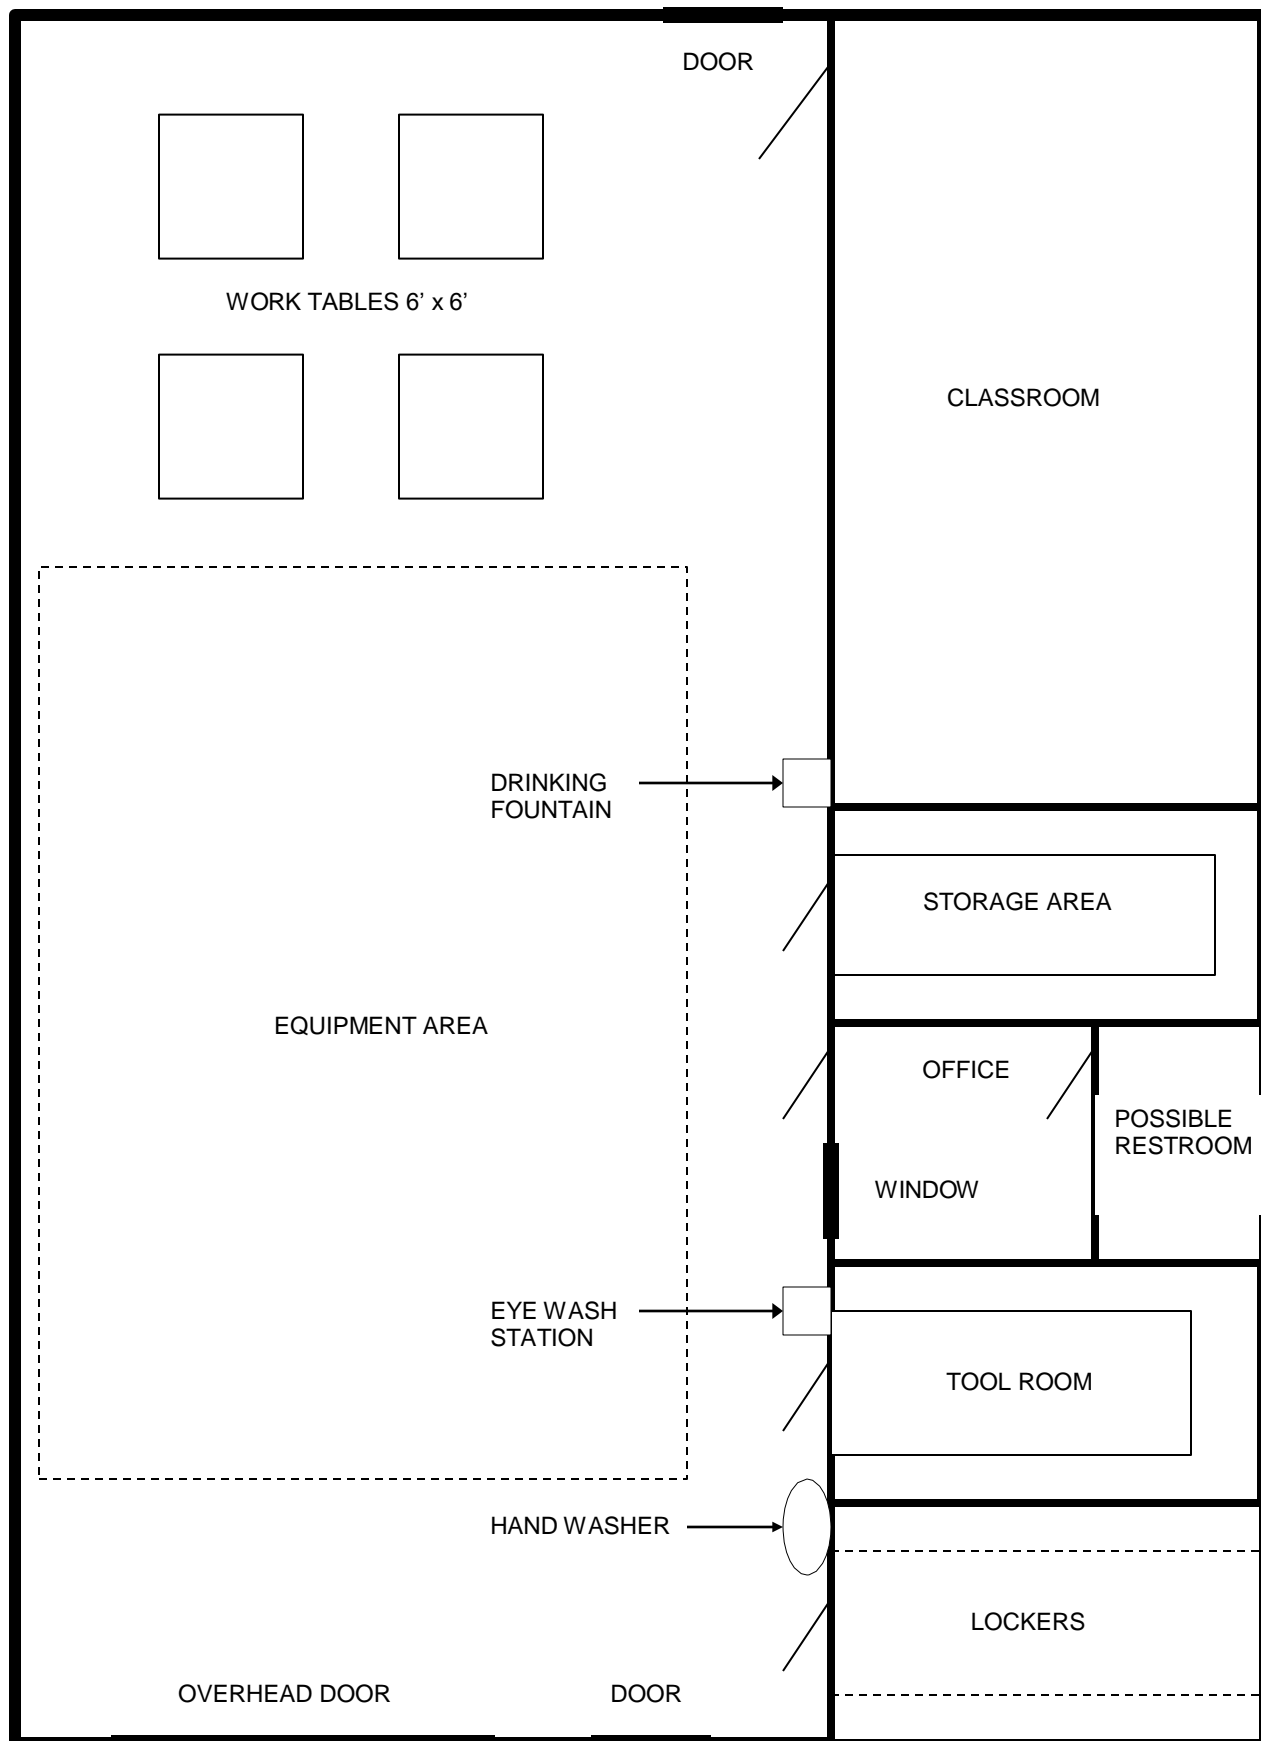 DOOR
WORK TABLES 6’ x 6’
CLASSROOM
DRINKING
FOUNTAIN
STORAGE AREA
EQUIPMENT AREA
OFFICE
POSSIBLE
RESTROOM
WINDOW
EYE WASH
STATION
TOOL ROOM
HAND WASHER
LOCKERS
OVERHEAD DOOR
DOOR